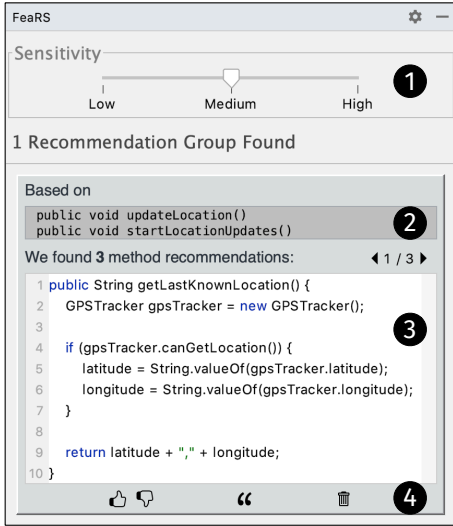 FeaRS
Sensitivity
1
Low Medium High
1 Recommendation Group Found
Based on
public void updateLocation()
public void startLocationUpdates()
2
We found 3 method recommendations: 1 / 3
1 public String getLastKnownLocation() {
2 GPSTracker gpsTracker = new GPSTracker();
3
3
4 if (gpsTracker.canGetLocation()) {
5 latitude = String.valueOf(gpsTracker.latitude);
6 longitude = String.valueOf(gpsTracker.longitude);
7 }
8
9 return latitude + "," + longitude;
10 }
4